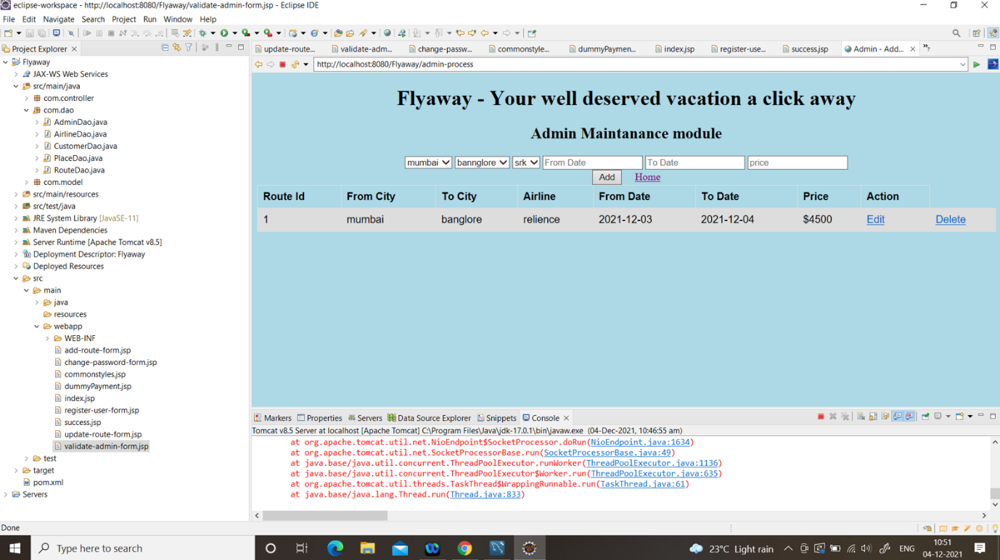 eclipse-workspace - http://localhost:8080/Flyaway/validate-admin-form.jsp - Eclipse IDE
File Edit Navigate Search Project Run Window Help
Project Explorer
update-route... validate-adm... change-passw... commonstyle... dummyPaymen... index.jsp register-use... success.jsp Admin - Add... »7
http://localhost:8080/Flyaway/admin-process
Flyaway
JAX-WS Web Services
src/main/java
com.controller
com.dao
AdminDao.java
AirlineDao.java
CustomerDao.java
PlaceDao.java
RouteDao.java
com.model
src/main/resources
src/test/java
JRE System Library [JavaSE-11]
Maven Dependencies
Server Runtime [Apache Tomcat v8.5]
Deployment Descriptor: Flyaway
Deployed Resources
src
main
java
resources
webapp
WEB-INF
add-route-form.jsp
change-password-form.jsp
commonstyles.jsp
dummyPayment.jsp
index.jsp
register-user-form.jsp
success.jsp
update-route-form.jsp
validate-admin-form.jsp
test
target
pom.xml
Servers
Flyaway - Your well deserved vacation a click away
Admin Maintanance module
mumbai bannglore srk From Date To Date price
Add Home
Route Id From City To City Airline From Date To Date Price Action
1 mumbai banglore relience 2021-12-03 2021-12-04 $4500 Edit Delete
Markers Properties Servers Data Source Explorer Snippets Console
Tomcat v8.5 Server at localhost [Apache Tomcat] C:\Program Files\Java\jdk-17.0.1\bin\javaw.exe (04-Dec-2021, 10:46:55 am)
at org.apache.tomcat.util.net.NioEndpoint$SocketProcessor.doRun(NioEndpoint.java:1634)
at org.apache.tomcat.util.net.SocketProcessorBase.run(SocketProcessorBase.java:49)
at java.base/java.util.concurrent.ThreadPoolExecutor.runWorker(ThreadPoolExecutor.java:1136)
at java.base/java.util.concurrent.ThreadPoolExecutor$Worker.run(ThreadPoolExecutor.java:635)
at org.apache.tomcat.util.threads.TaskThread$WrappingRunnable.run(TaskThread.java:61)
at java.base/java.lang.Thread.run(Thread.java:833)
Done
Type here to search
23°C Light rain ENG 10:51
04-12-2021